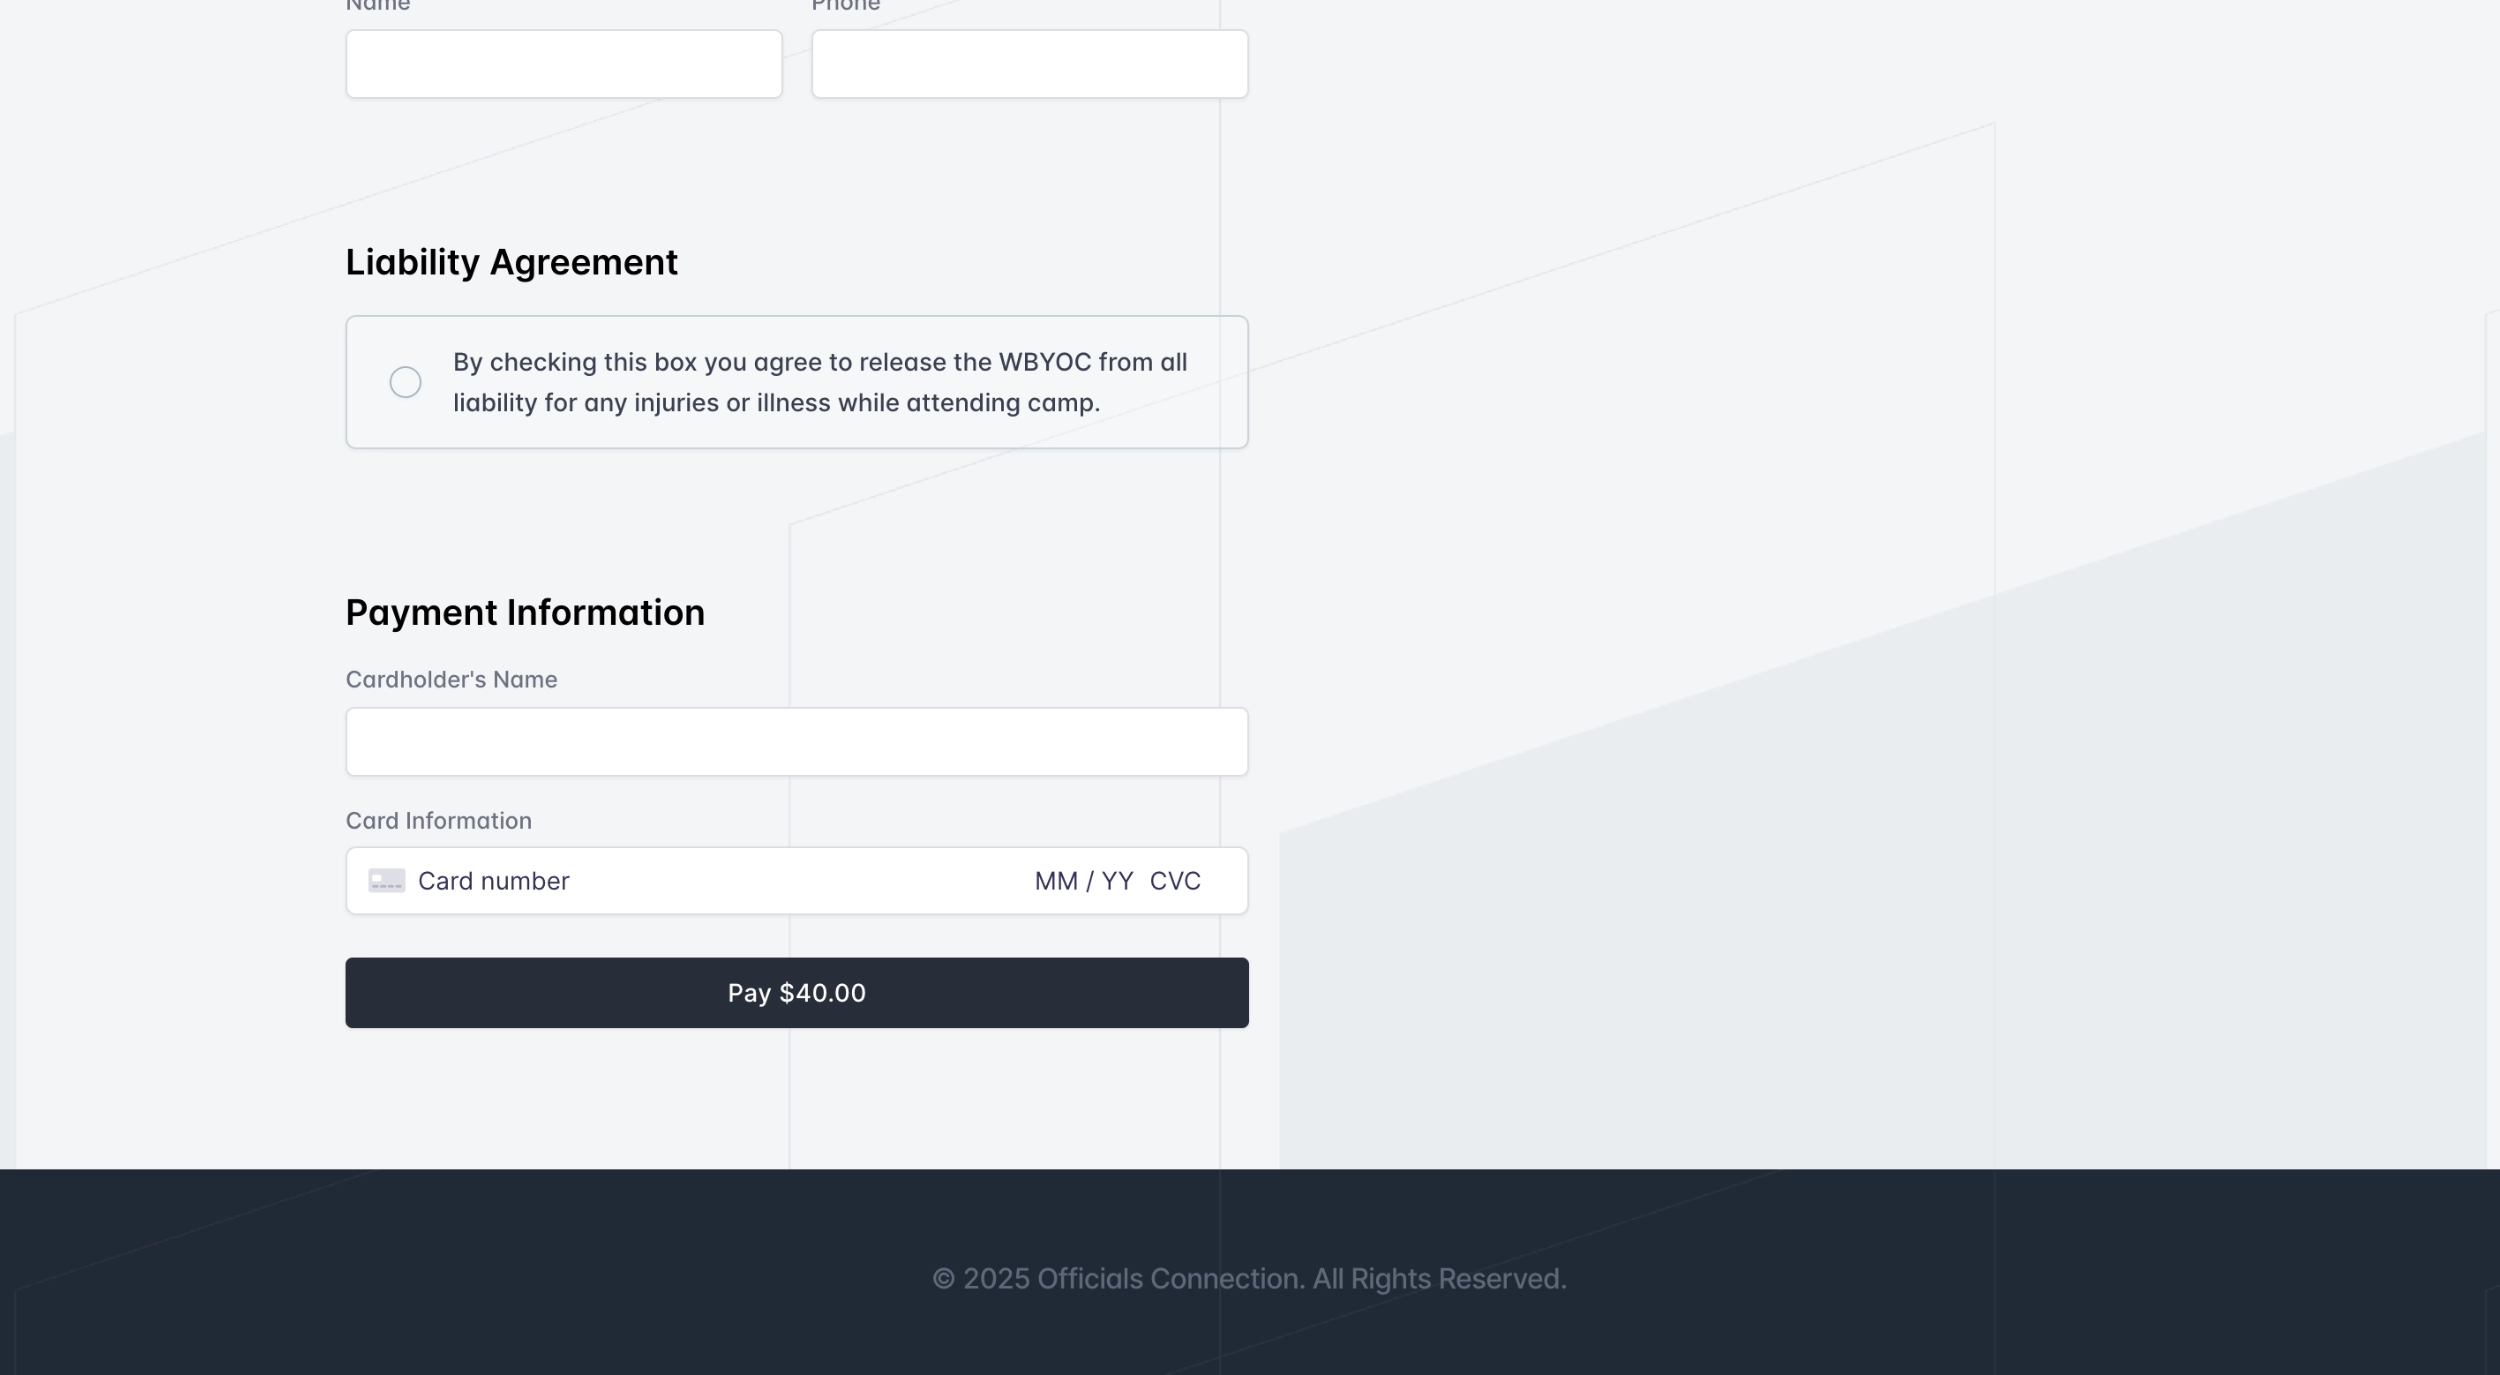 Name
Phone
Liability Agreement
By checking this box you agree to release the WBYOC from all
liability for any injuries or illness while attending camp.
Payment Information
Cardholder's Name
Card Information
Card number MM / YY CVC
Pay $40.00
© 2025 Officials Connection. All Rights Reserved.